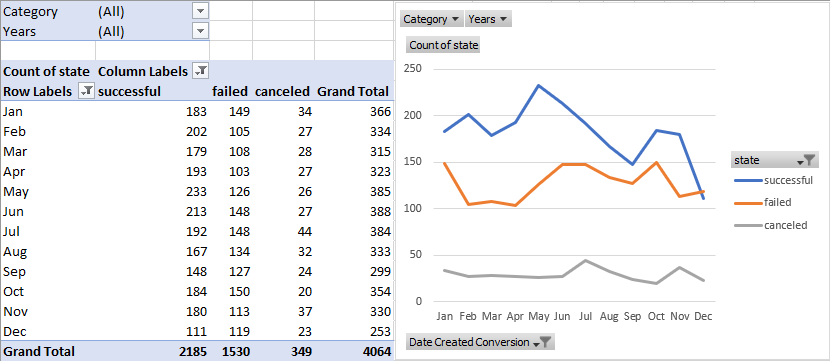 Category (All)
Years (All)
Count of state Column Labels
Row Labels successful failed canceled Grand Total
Jan 183 149 34 366
Feb 202 105 27 334
Mar 179 108 28 315
Apr 193 103 27 323
May 233 126 26 385
Jun 213 148 27 388
Jul 192 148 44 384
Aug 167 134 32 333
Sep 148 127 24 299
Oct 184 150 20 354
Nov 180 113 37 330
Dec 111 119 23 253
Grand Total 2185 1530 349 4064
Category Years
Count of state
250
200
150
100
50
0
Jan Feb Mar Apr May Jun Jul Aug Sep Oct Nov Dec
state
successful
failed
canceled
Date Created Conversion